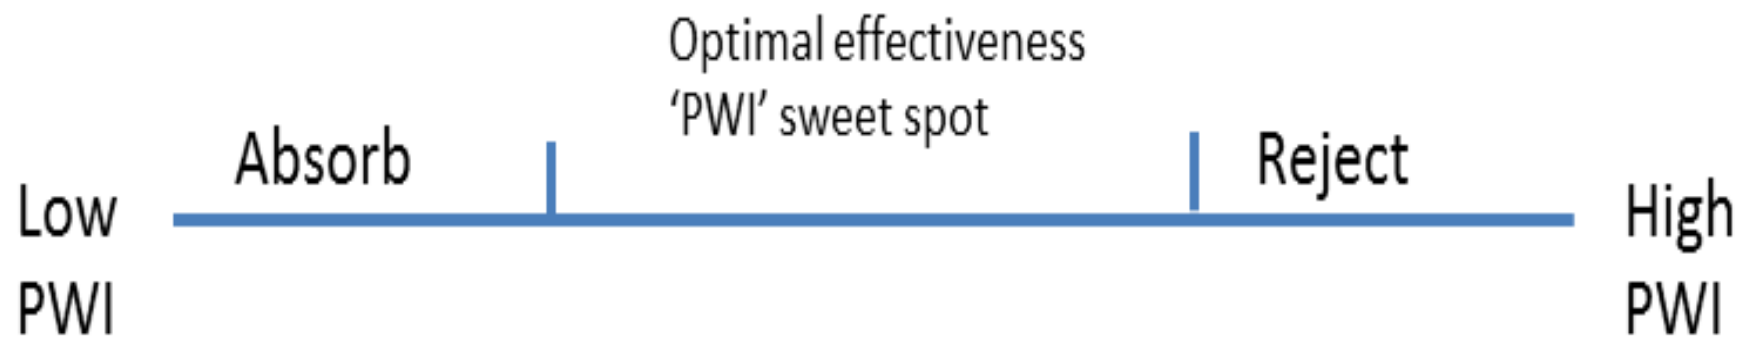 Optimal effectiveness
‘PWI’ sweet spot
Absorb
Reject
Low
PWI
High
PWI